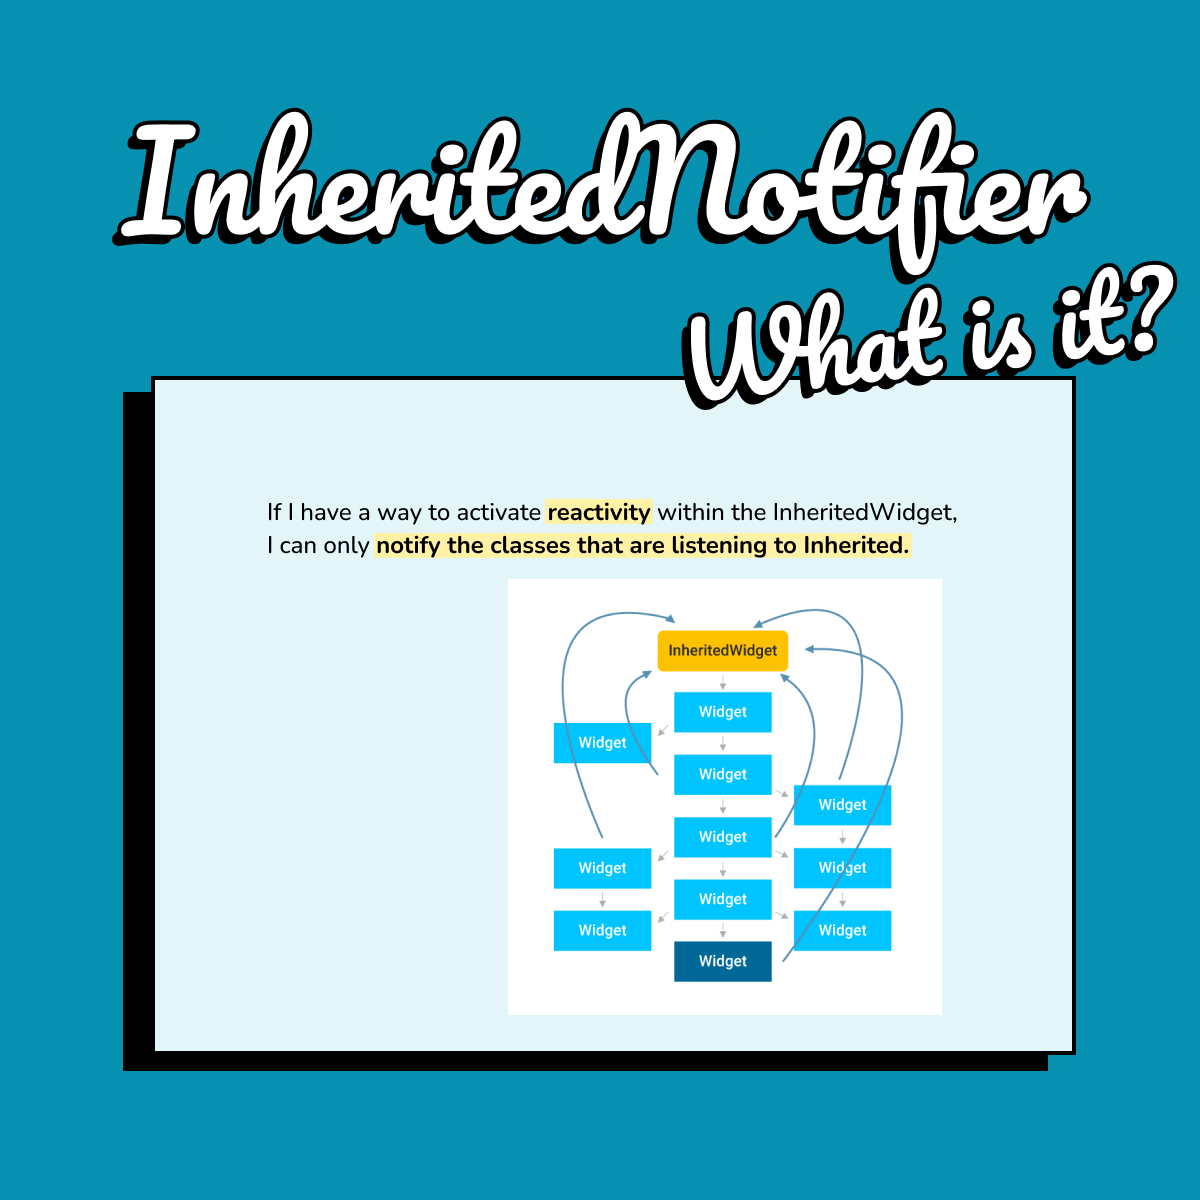 InheritedNotifier
What is it?
If I have a way to activate reactivity within the InheritedWidget,
I can only notify the classes that are listening to Inherited.
InheritedWidget
Widget
Widget
Widget
Widget
Widget
Widget
Widget
Widget
Widget
Widget
Widget